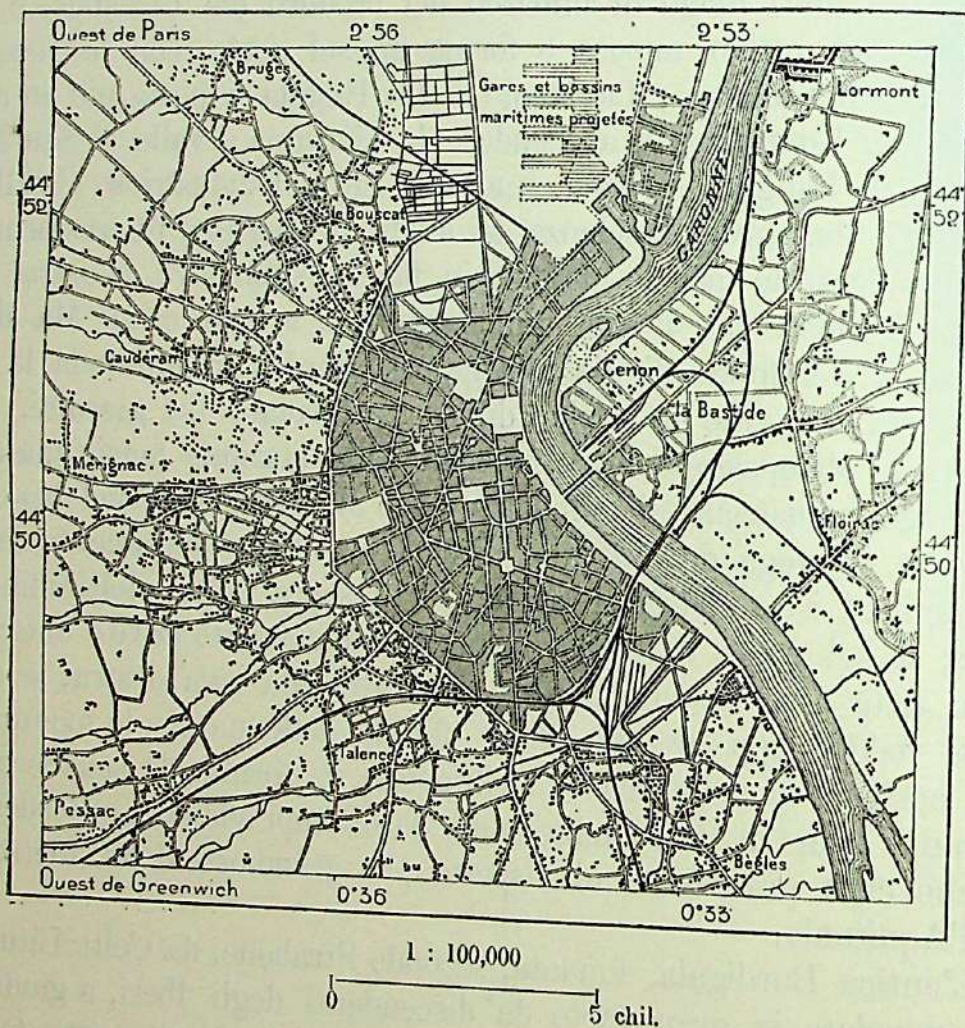 Ouest de Paris
2°56
2°53
Bruges
Gares et bassins
maritimes projetés
Lormont
44°
52'
le Bouscat
GARONNE
44°
52'
Caudéran
Cenon
la Bastide
Mérignac
44°
50
Floirac
44°
50
Talence
Pessac
Bègles
Ouest de Greenwich
0°36
0°33
1 : 100,000
0
5 chil.